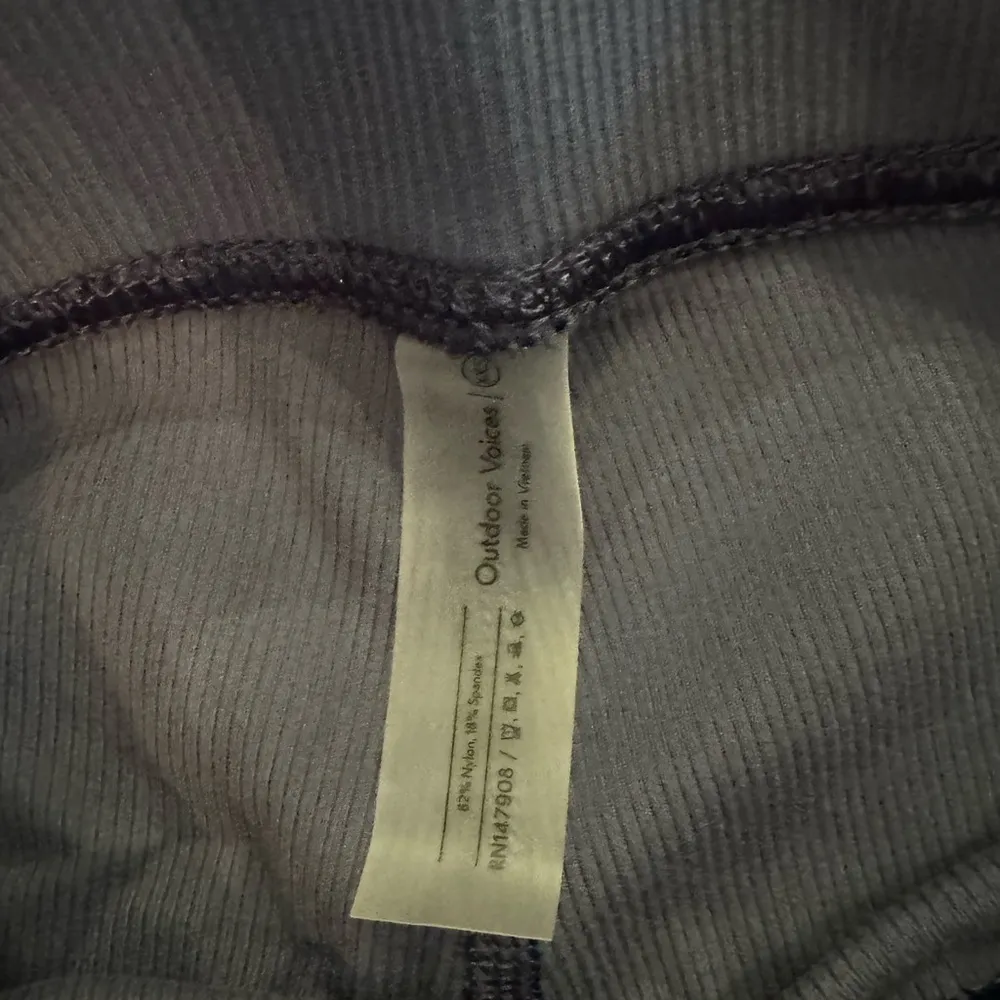 Outdoor Voices /
Made in Vietnam
82% Nylon, 18% Spandex
RN147908 /